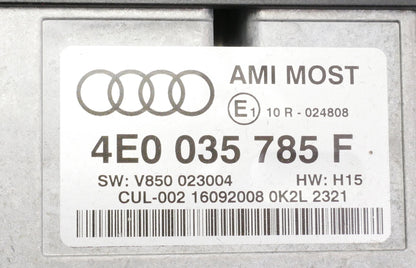 AMI MOST
E1 10 R - 024808
4E0 035 785 F
SW: V850 023004 HW: H15
CUL-002 16092008 0K2L 2321